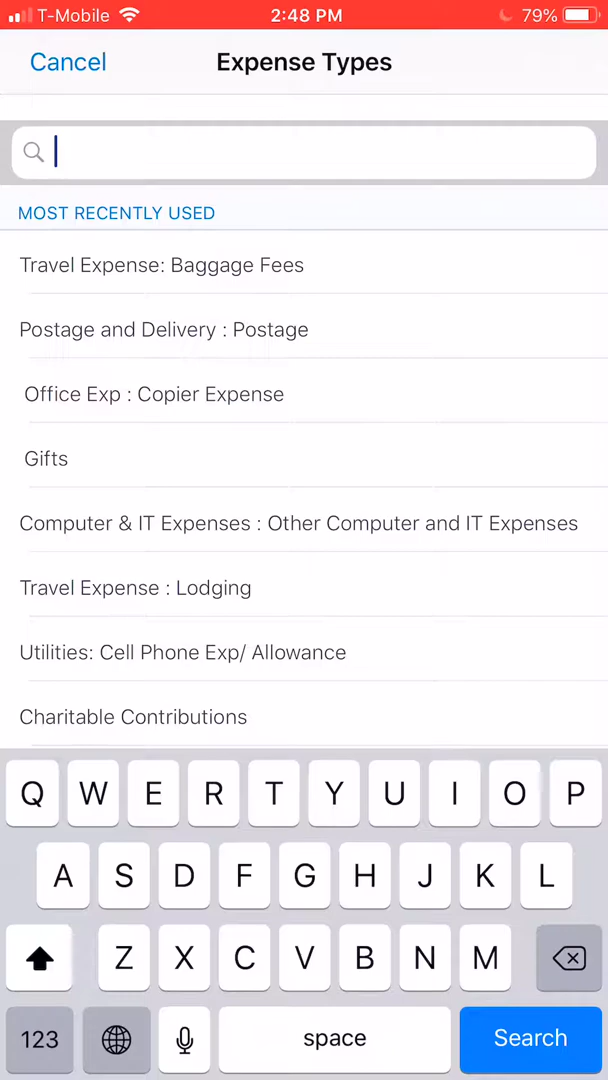 T-Mobile 2:48 PM 79%
Cancel Expense Types
MOST RECENTLY USED
Travel Expense: Baggage Fees
Postage and Delivery : Postage
Office Exp : Copier Expense
Gifts
Computer & IT Expenses : Other Computer and IT Expenses
Travel Expense : Lodging
Utilities: Cell Phone Exp/ Allowance
Charitable Contributions
Q W E R T Y U I O P
A S D F G H J K L
Z X C V B N M
123 space Search